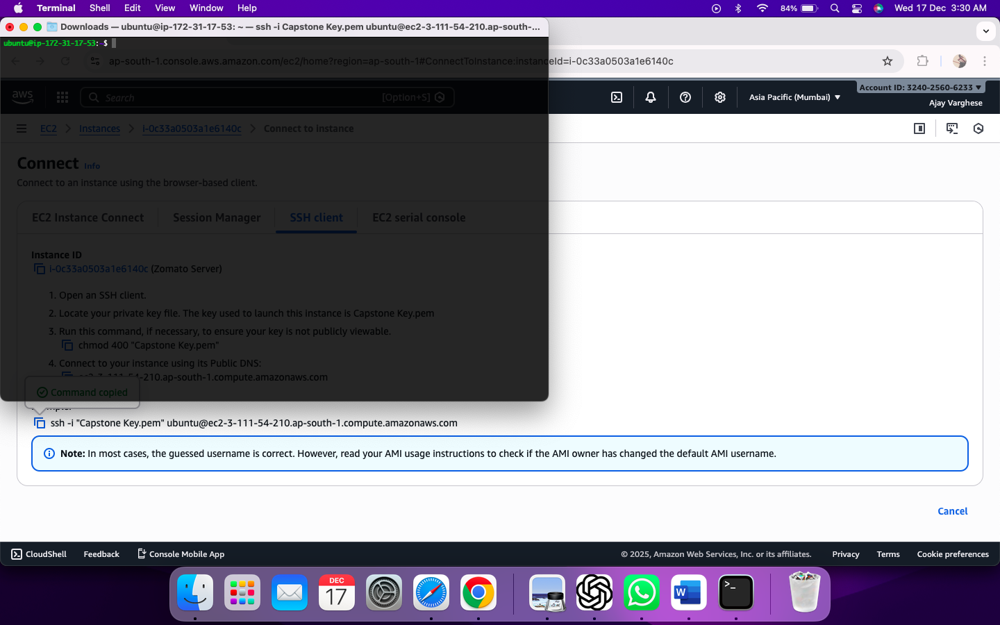 Terminal Shell Edit View Window Help 84% Wed 17 Dec 3:30 AM
Downloads — ubuntu@ip-172-31-17-53: ~ — ssh -i Capstone Key.pem ubuntu@ec2-3-111-54-210.ap-south-...
ubuntu@ip-172-31-17-53:~$
ap-south-1.console.aws.amazon.com/ec2/home?region=ap-south-1#ConnectToInstance:instanceId=i-0c33a0503a1e6140c
aws Search [Option+S] Asia Pacific (Mumbai) ▼ Account ID: 3240-2560-6233 ▼
Ajay Varghese
EC2 Instances i-0c33a0503a1e6140c Connect to instance
Connect Info
Connect to an instance using the browser-based client.
EC2 Instance Connect Session Manager SSH client EC2 serial console
Instance ID
i-0c33a0503a1e6140c (Zomato Server)
1. Open an SSH client.
2. Locate your private key file. The key used to launch this instance is Capstone Key.pem
3. Run this command, if necessary, to ensure your key is not publicly viewable.
chmod 400 "Capstone Key.pem"
4. Connect to your instance using its Public DNS:
ec2-3-111-54-210.ap-south-1.compute.amazonaws.com
Command copied
ssh -i "Capstone Key.pem" ubuntu@ec2-3-111-54-210.ap-south-1.compute.amazonaws.com
Note: In most cases, the guessed username is correct. However, read your AMI usage instructions to check if the AMI owner has changed the default AMI username.
Cancel
CloudShell Feedback Console Mobile App © 2025, Amazon Web Services, Inc. or its affiliates. Privacy Terms Cookie preferences
DEC
17
W
>_